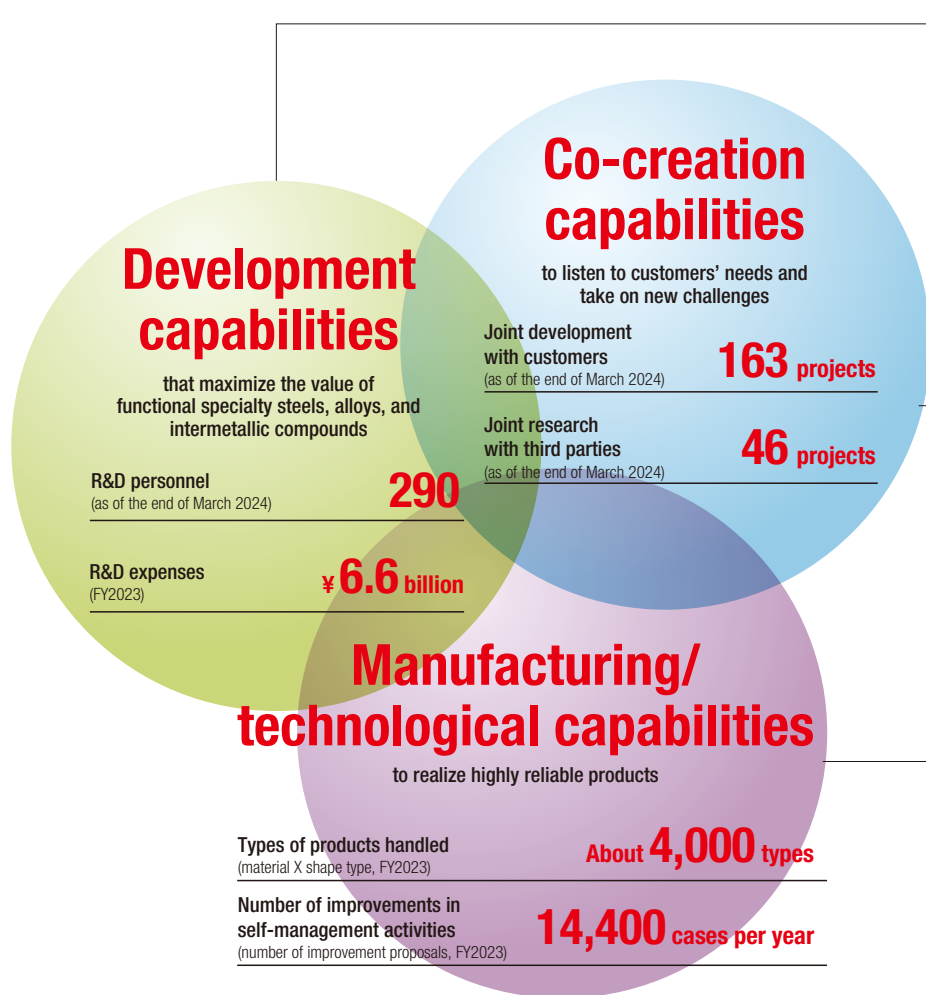 Co-creation
capabilities
to listen to customers’ needs and
take on new challenges
Joint development
with customers
(as of the end of March 2024)
163 projects
Joint research
with third parties
(as of the end of March 2024)
46 projects
Development
capabilities
that maximize the value of
functional specialty steels, alloys, and
intermetallic compounds
R&D personnel
(as of the end of March 2024)
290
R&D expenses
(FY2023)
¥ 6.6 billion
Manufacturing/
technological capabilities
to realize highly reliable products
Types of products handled
(material X shape type, FY2023)
About 4,000 types
Number of improvements in
self-management activities
(number of improvement proposals, FY2023)
14,400 cases per year